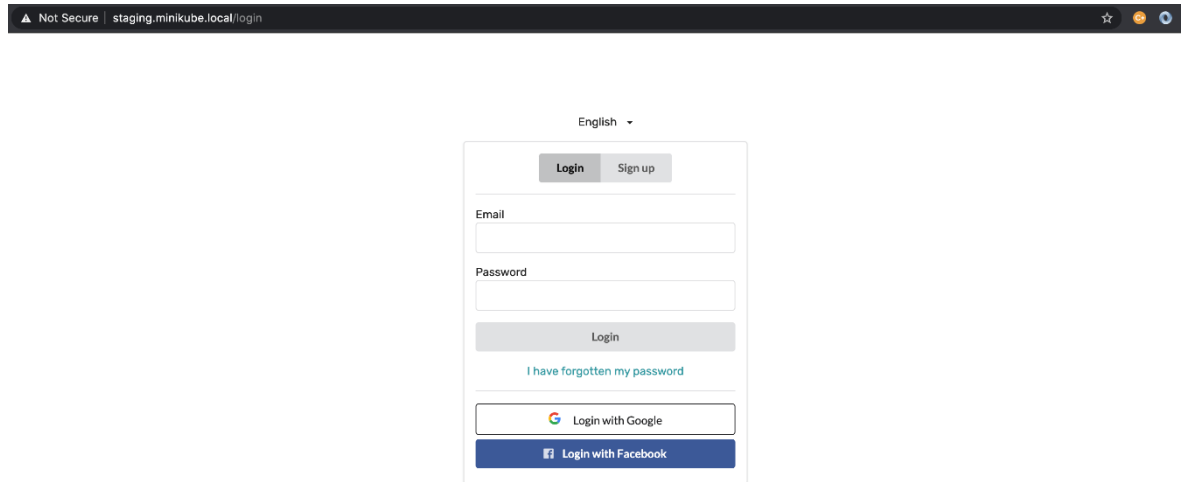 Not Secure staging.minikube.local/login
English
Login Sign up
Email
Password
Login
I have forgotten my password
Login with Google
Login with Facebook